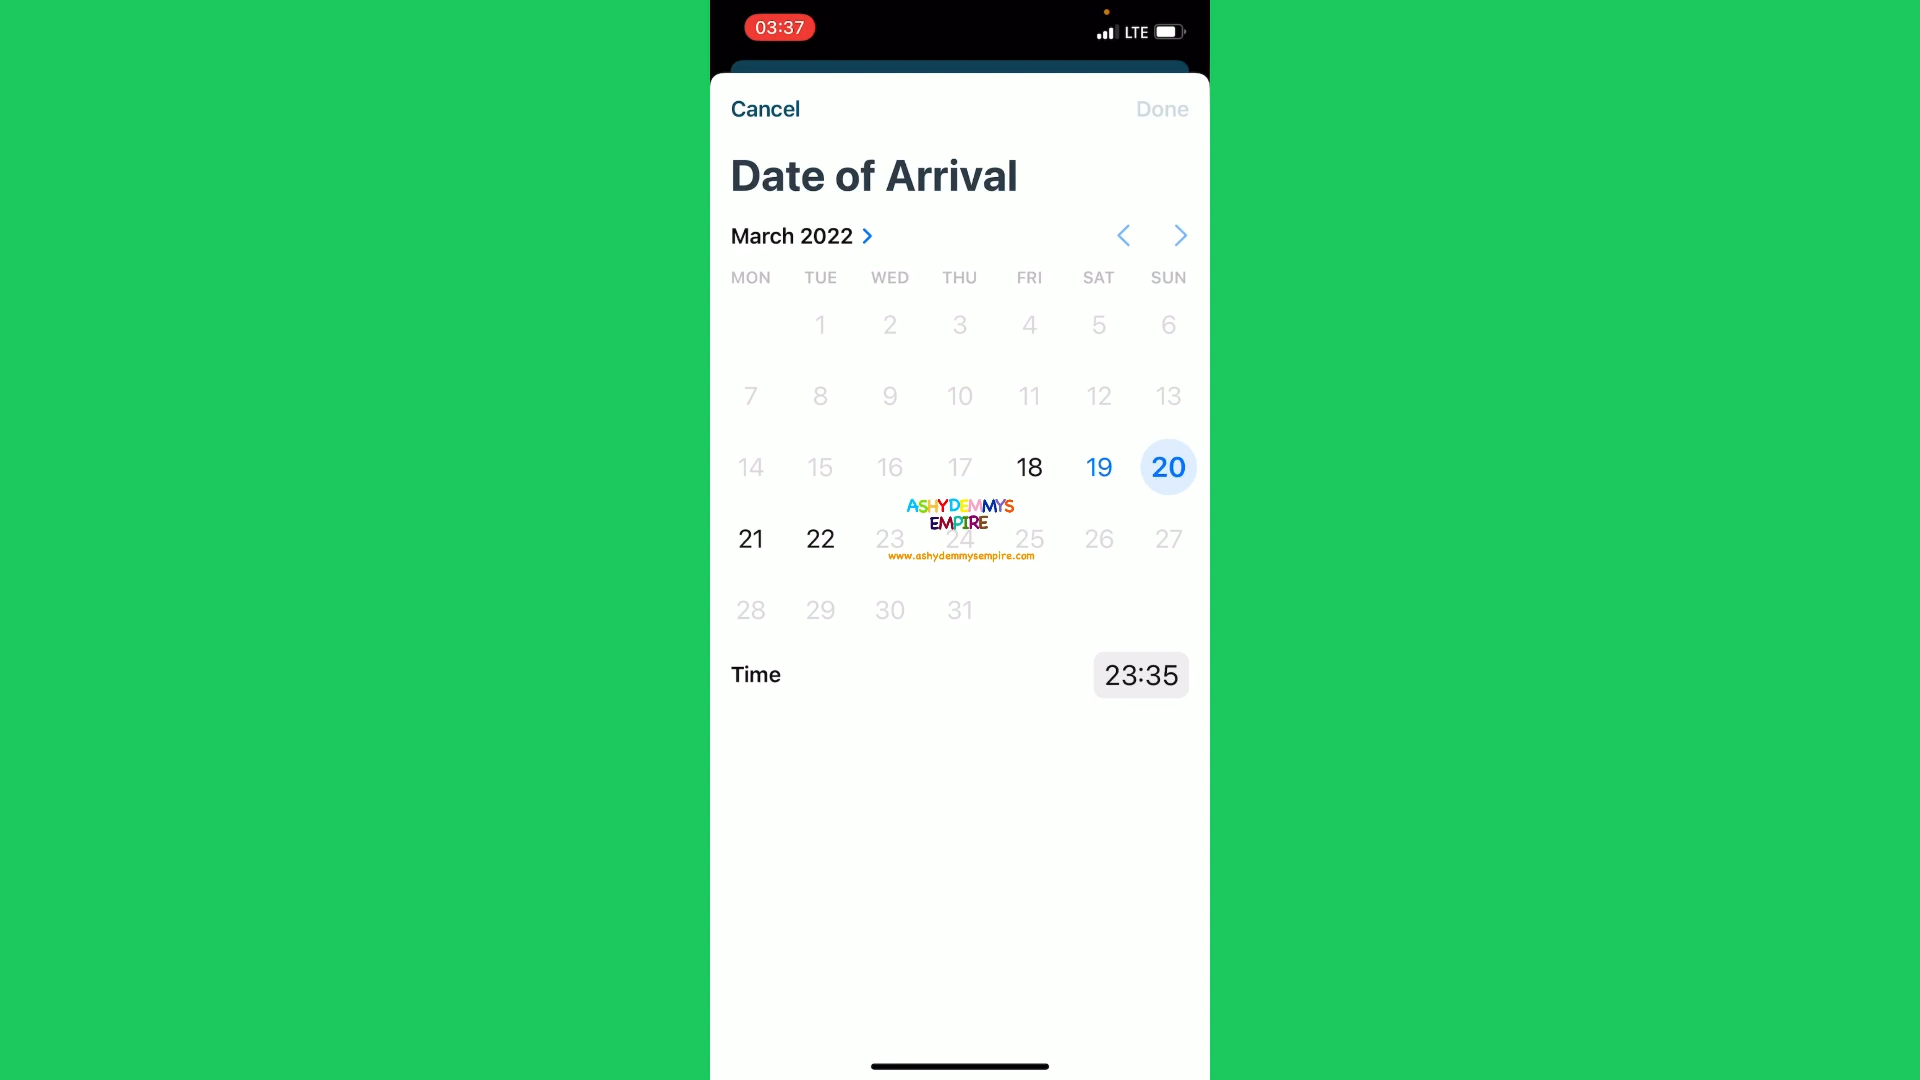 03:37
LTE
Cancel
Done
Date of Arrival
March 2022
MON TUE WED THU FRI SAT SUN
1 2 3 4 5 6
7 8 9 10 11 12 13
14 15 16 17 18 19 20
ASHYDEMMYS
EMPIRE
21 22 23 24 25 26 27
www.ashydemmysempire.com
28 29 30 31
Time 23:35